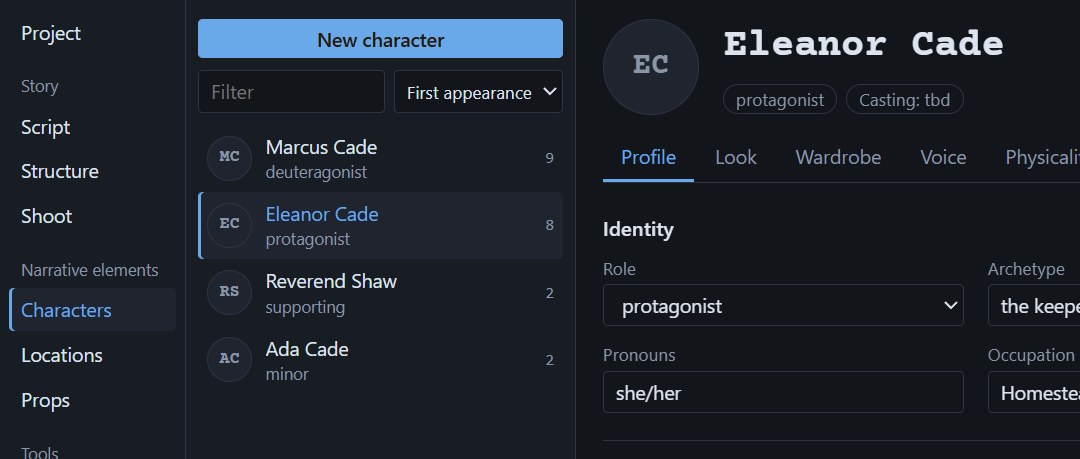 Project
Story
Script
Structure
Shoot
Narrative elements
Characters
Locations
Props
Tools
New character
Filter
First appearance
MC
Marcus Cade
deuteragonist
9
EC
Eleanor Cade
protagonist
8
RS
Reverend Shaw
supporting
2
AC
Ada Cade
minor
2
EC
Eleanor Cade
protagonist
Casting: tbd
Profile Look Wardrobe Voice
Identity
Role
protagonist
Archetype
the
Pronouns
she/her
Occupation